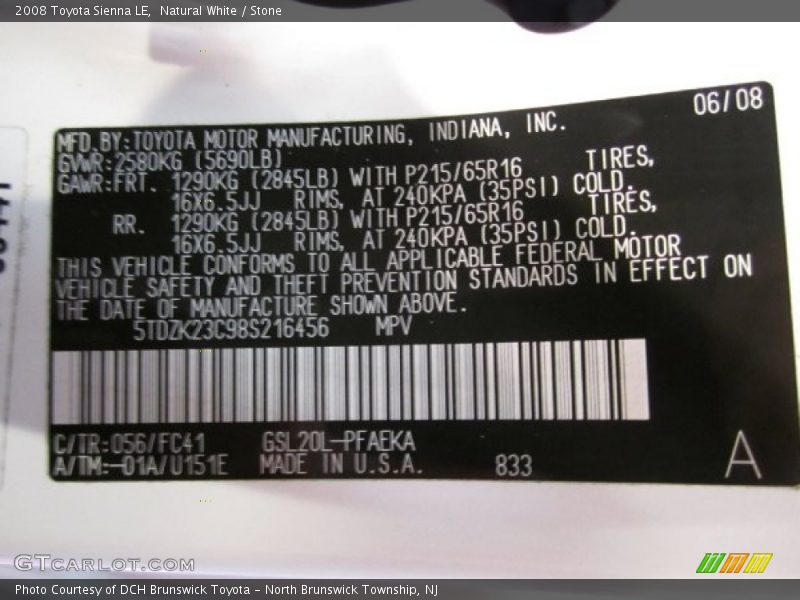 2008 Toyota Sienna LE, Natural White / Stone
06/08
MFD.BY:TOYOTA MOTOR MANUFACTURING, INDIANA, INC.
GVWR:2580KG (5690LB)
GAWR:FRT. 1290KG (2845LB) WITH P215/65R16 TIRES,
16X6.5JJ RIMS, AT 240KPA (35PSI) COLD.
RR. 1290KG (2845LB) WITH P215/65R16 TIRES,
16X6.5JJ RIMS, AT 240KPA (35PSI) COLD.
THIS VEHICLE CONFORMS TO ALL APPLICABLE FEDERAL MOTOR
VEHICLE SAFETY AND THEFT PREVENTION STANDARDS IN EFFECT ON
THE DATE OF MANUFACTURE SHOWN ABOVE.
5TDZK23C98S216456 MPV
C/TR:056/FC41 GSL20L-PFAEKA
A/TM:-01A/U151E MADE IN U.S.A. 833
A
GTCARLOT.COM
Photo Courtesy of DCH Brunswick Toyota - North Brunswick Township, NJ